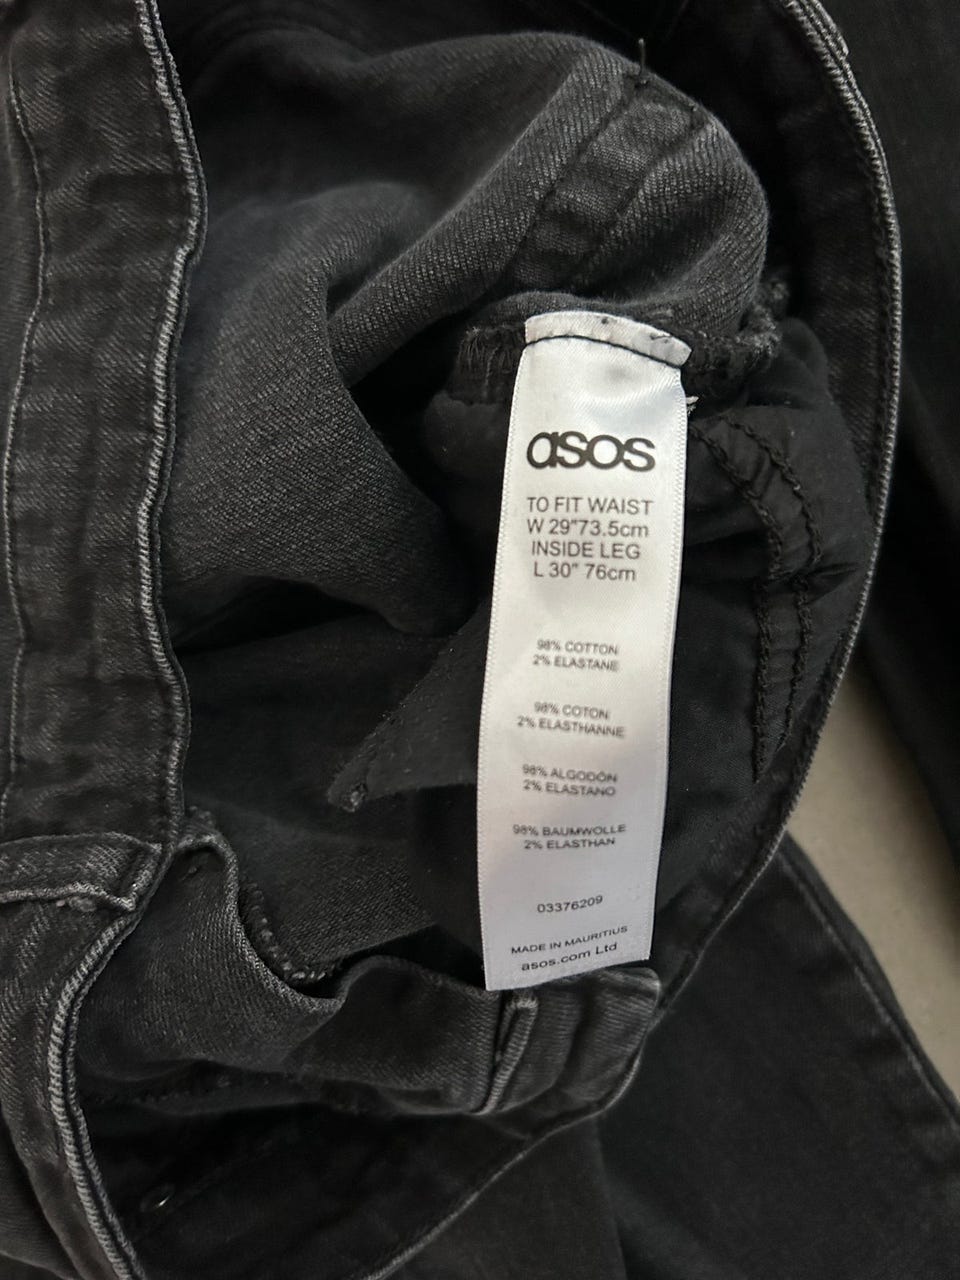 asos
TO FIT WAIST
W 29"73.5cm
INSIDE LEG
L 30" 76cm
98% COTTON
2% ELASTANE
98% COTON
2% ELASTHANNE
98% ALGODÓN
2% ELASTANO
98% BAUMWOLLE
2% ELASTHAN
03376209
MADE IN MAURITIUS
asos.com Ltd